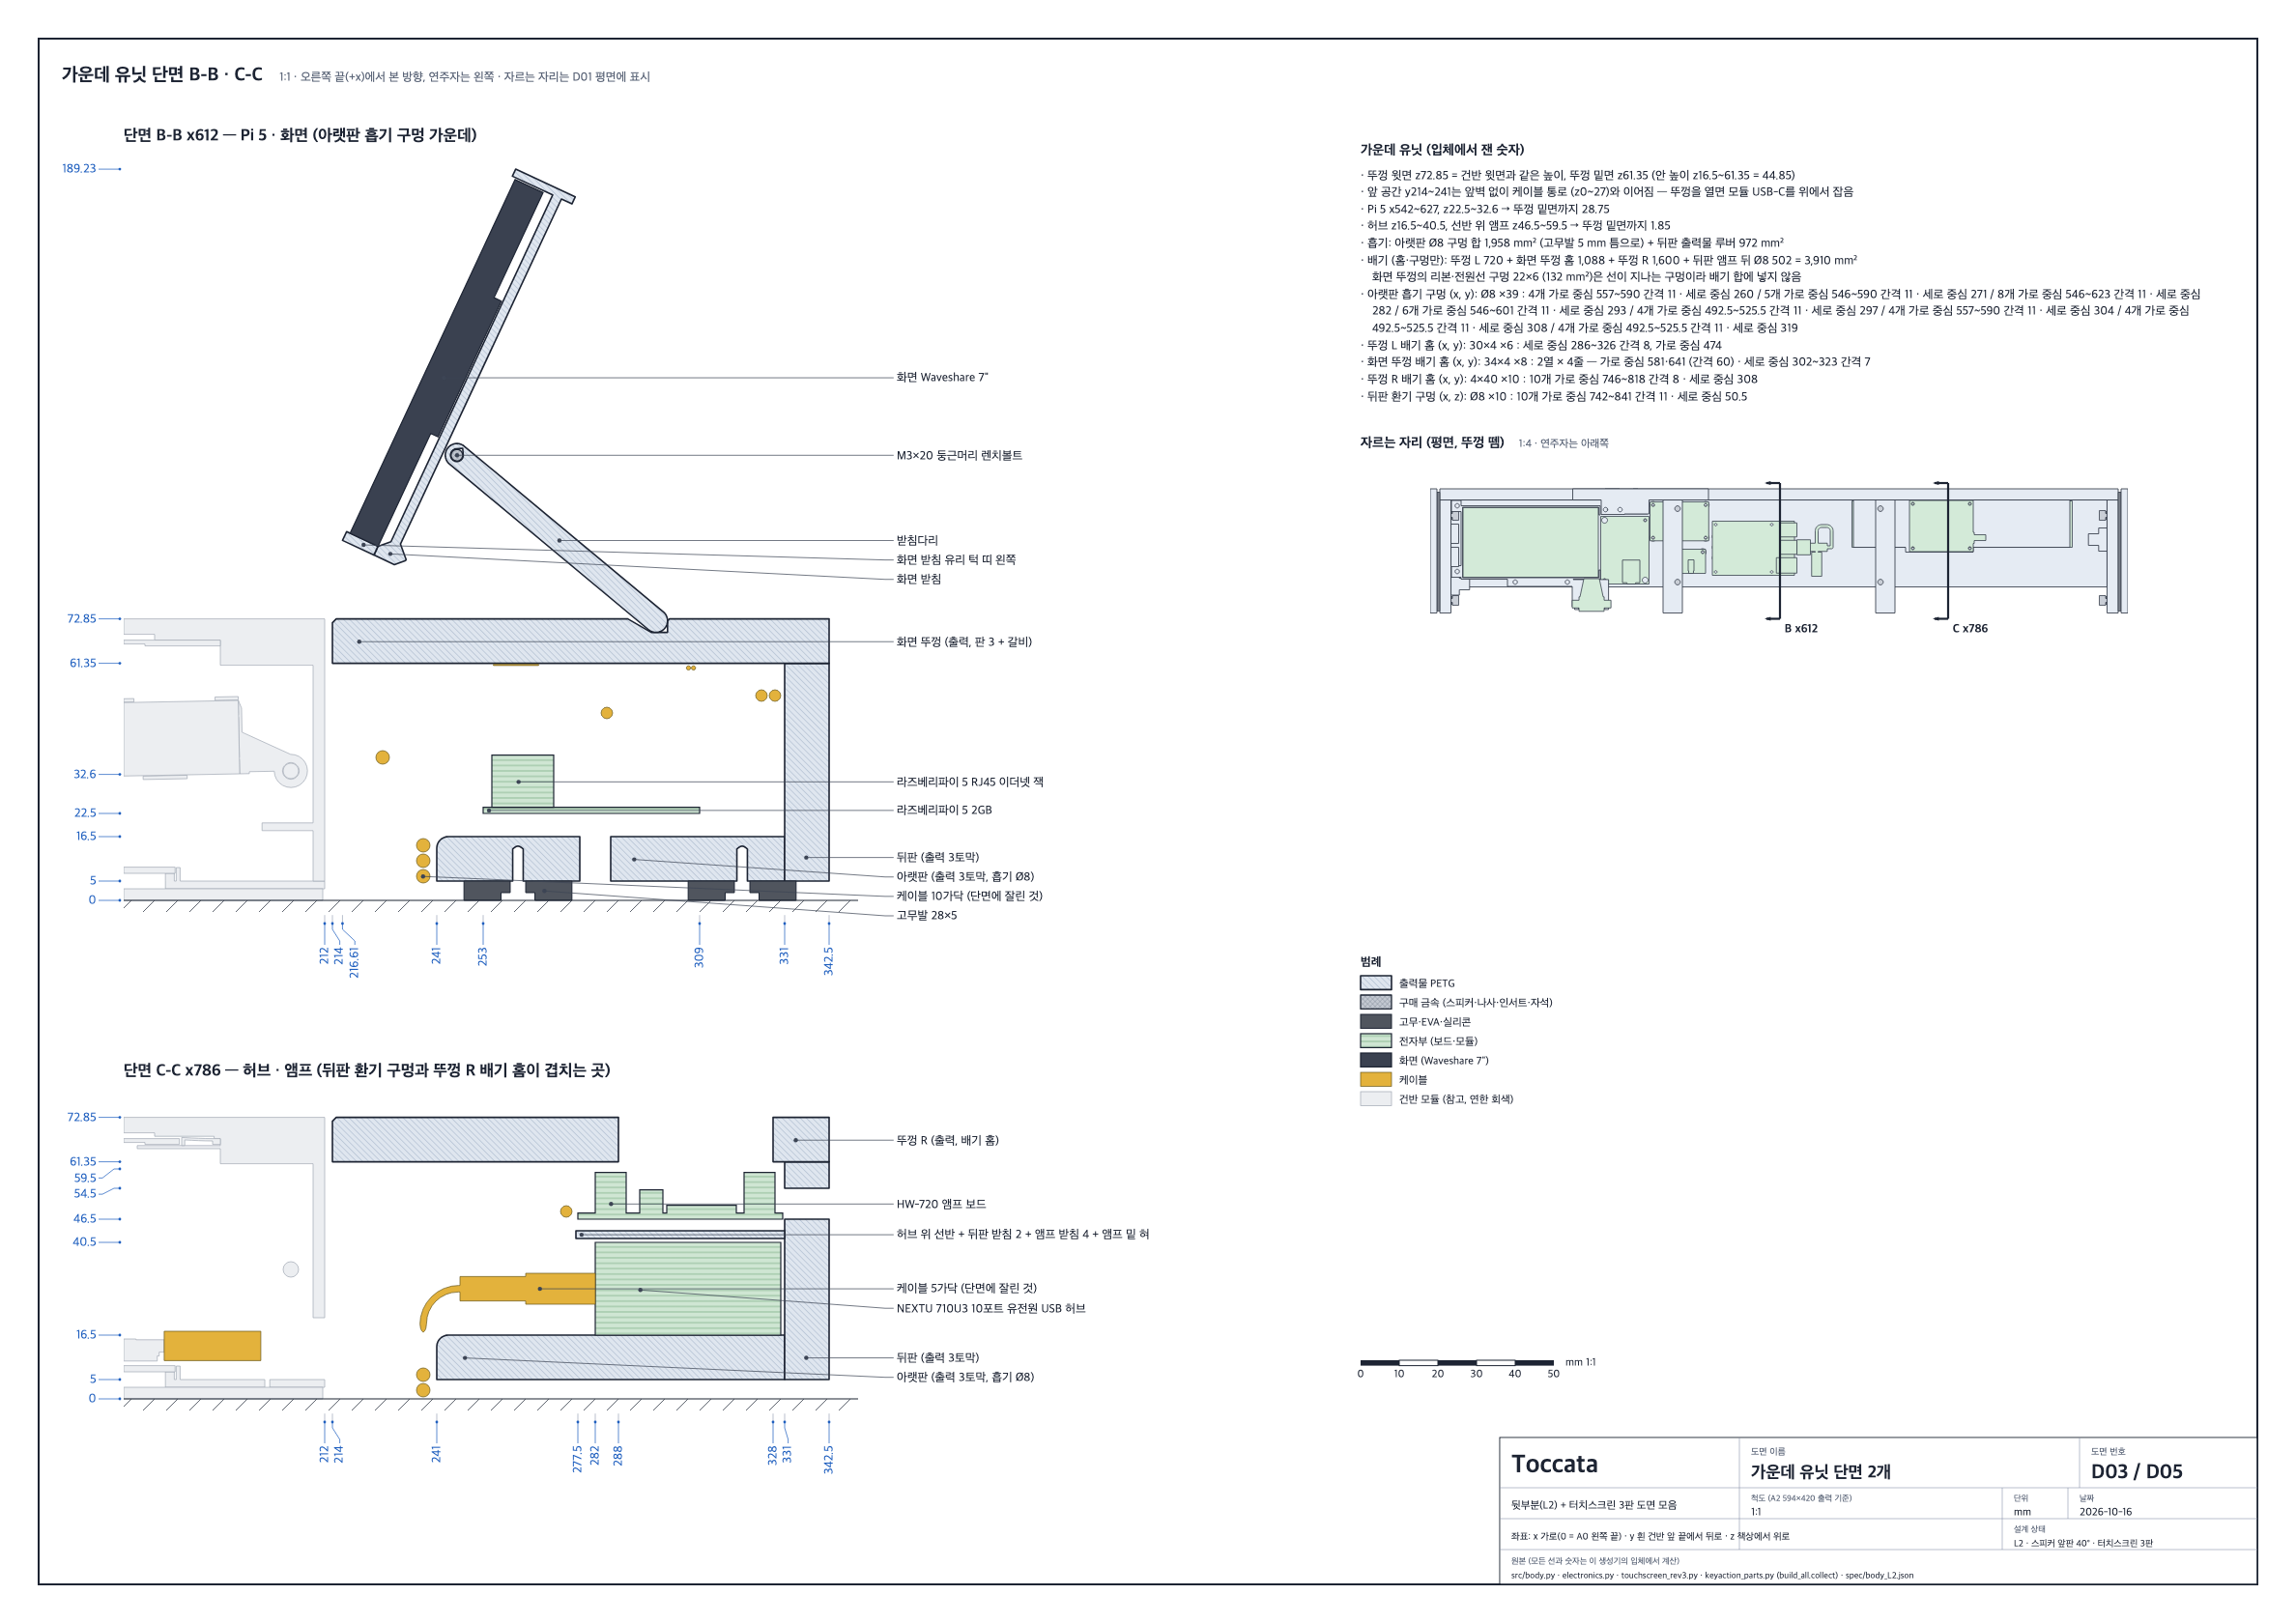 가운데 유닛 단면 B-B · C-C
1:1 · 오른쪽 끝(+x)에서 본 방향, 연주자는 왼쪽 · 자르는 자리는 D01 평면에 표시
단면 B-B x612 — Pi 5 · 화면 (아랫판 흡기 구멍 가운데)
189.23
72.85
61.35
32.6
22.5
16.5
5
0
화면 Waveshare 7"
M3×20 둥근머리 렌치볼트
받침다리
화면 받침 유리 턱 띠 왼쪽
화면 받침
화면 뚜껑 (출력, 판 3 + 갈비)
라즈베리파이 5 RJ45 이더넷 잭
라즈베리파이 5 2GB
뒤판 (출력 3토막)
아랫판 (출력 3토막, 흡기 Ø8)
케이블 10가닥 (단면에 잘린 것)
고무발 28×5
212
214
216.61
241
253
309
331
342.5
단면 C-C x786 — 허브 · 앰프 (뒤판 환기 구멍과 뚜껑 R 배기 홈이 겹치는 곳)
72.85
61.35
59.5
54.5
46.5
40.5
16.5
5
0
뚜껑 R (출력, 배기 홈)
HW-720 앰프 보드
허브 위 선반 + 뒤판 받침 2 + 앰프 받침 4 + 앰프 밑 혀
케이블 5가닥 (단면에 잘린 것)
NEXTU 710U3 10포트 유전원 USB 허브
뒤판 (출력 3토막)
아랫판 (출력 3토막, 흡기 Ø8)
212
214
241
277.5
282
288
328
331
342.5
가운데 유닛 (입체에서 잰 숫자)
· 뚜껑 윗면 z72.85 = 건반 윗면과 같은 높이, 뚜껑 밑면 z61.35 (안 높이 z16.5~61.35 = 44.85)
· 앞 공간 y214~241는 앞벽 없이 케이블 통로 (z0~27)와 이어짐 — 뚜껑을 열면 모듈 USB-C를 위에서 잡음
· Pi 5 x542~627, z22.5~32.6 → 뚜껑 밑면까지 28.75
· 허브 z16.5~40.5, 선반 위 앰프 z46.5~59.5 → 뚜껑 밑면까지 1.85
· 흡기: 아랫판 Ø8 구멍 합 1,958 mm² (고무발 5 mm 틈으로) + 뒤판 출력물 루버 972 mm²
· 배기 (홈·구멍만): 뚜껑 L 720 + 화면 뚜껑 홈 1,088 + 뚜껑 R 1,600 + 뒤판 앰프 뒤 Ø8 502 = 3,910 mm²
화면 뚜껑의 리본·전원선 구멍 22×6 (132 mm²)은 선이 지나는 구멍이라 배기 합에 넣지 않음
· 아랫판 흡기 구멍 (x, y): Ø8 ×39 : 4개 가로 중심 557~590 간격 11 · 세로 중심 260 / 5개 가로 중심 546~590 간격 11 · 세로 중심 271 / 8개 가로 중심 546~623 간격 11 · 세로 중심
282 / 6개 가로 중심 546~601 간격 11 · 세로 중심 293 / 4개 가로 중심 492.5~525.5 간격 11 · 세로 중심 297 / 4개 가로 중심 557~590 간격 11 · 세로 중심 304 / 4개 가로 중심
492.5~525.5 간격 11 · 세로 중심 308 / 4개 가로 중심 492.5~525.5 간격 11 · 세로 중심 319
· 뚜껑 L 배기 홈 (x, y): 30×4 ×6 : 세로 중심 286~326 간격 8, 가로 중심 474
· 화면 뚜껑 배기 홈 (x, y): 34×4 ×8 : 2열 × 4줄 — 가로 중심 581·641 (간격 60) · 세로 중심 302~323 간격 7
· 뚜껑 R 배기 홈 (x, y): 4×40 ×10 : 10개 가로 중심 746~818 간격 8 · 세로 중심 308
· 뒤판 환기 구멍 (x, z): Ø8 ×10 : 10개 가로 중심 742~841 간격 11 · 세로 중심 50.5
자르는 자리 (평면, 뚜껑 뗌)
1:4 · 연주자는 아래쪽
B x612
C x786
범례
출력물 PETG
구매 금속 (스피커·나사·인서트·자석)
고무·EVA·실리콘
전자부 (보드·모듈)
화면 (Waveshare 7")
케이블
건반 모듈 (참고, 연한 회색)
mm 1:1
0 10 20 30 40 50
Toccata
도면 이름
가운데 유닛 단면 2개
도면 번호
D03 / D05
뒷부분(L2) + 터치스크린 3판 도면 모음
척도 (A2 594×420 출력 기준)
1:1
단위
mm
날짜
2026-10-16
좌표: x 가로(0 = A0 왼쪽 끝) · y 흰 건반 앞 끝에서 뒤로 · z 책상에서 위로
설계 상태
L2 · 스피커 앞판 40° · 터치스크린 3판
원본 (모든 선과 숫자는 이 생성기의 입체에서 계산)
src/body.py · electronics.py · touchscreen_rev3.py · keyaction_parts.py (build_all.collect) · spec/body_L2.json